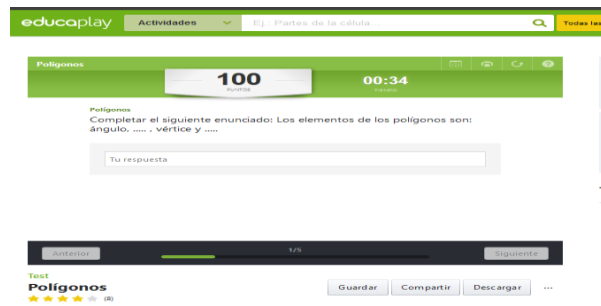 educaplay Actividades Ej.: Partes de la célula... Todas las
Polígonos
100 00:34
PUNTOS
Polígonos
Completar el siguiente enunciado: Los elementos de los polígonos son:
ángulo, ..... , vértice y .....
Tu respuesta
Anterior 1/5 Siguiente
Test
Polígonos Guardar Compartir Descargar ...
(8)